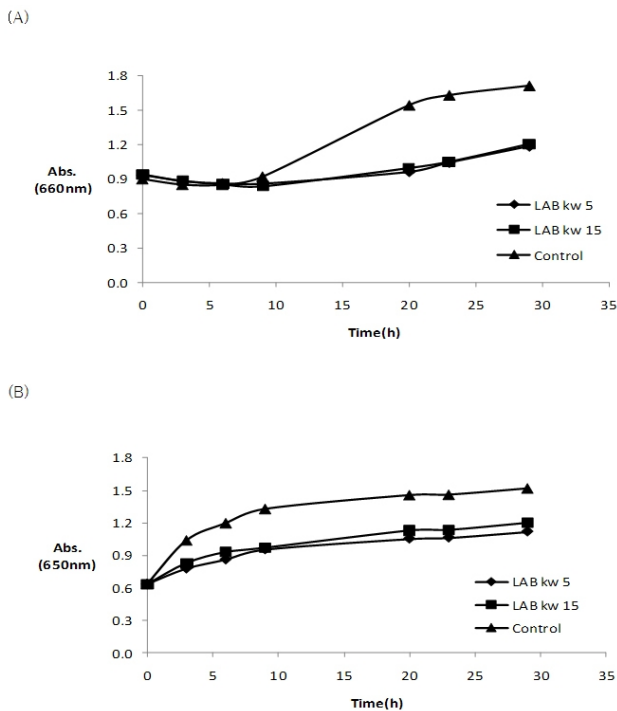 (A)
1.8
1.5
1.2
0.9
0.6
0.3
0.0
Abs.
(660nm)
LAB kw 5
LAB kw 15
Control
0 5 10 15 20 25 30 35
Time(h)
(B)
1.8
1.5
1.2
0.9
0.6
0.3
0.0
Abs.
(650nm)
LAB kw 5
LAB kw 15
Control
0 5 10 15 20 25 30 35
Time(h)